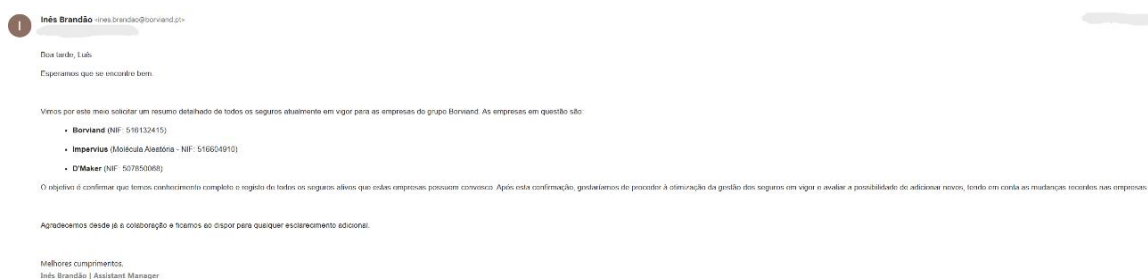 I
Inês Brandão <ines.brandao@borviand.pt>
Boa tarde, Luís
Esperamos que se encontre bem.
Vimos por este meio solicitar um resumo detalhado de todos os seguros atualmente em vigor para as empresas do grupo Borviand. As empresas em questão são:
• Borviand (NIF: 516132415)
• Impervius (Molécula Aleatória - NIF: 516604910)
• D'Maker (NIF: 507850068)
O objetivo é confirmar que temos conhecimento completo e registo de todos os seguros ativos que estas empresas possuem convosco. Após esta confirmação, gostaríamos de proceder à otimização da gestão dos seguros em vigor e avaliar a possibilidade de adicionar novos, tendo em conta as mudanças recentes nas empresas
Agradecemos desde já a colaboração e ficamos ao dispor para qualquer esclarecimento adicional.
Melhores cumprimentos,
Inês Brandão | Assistant Manager